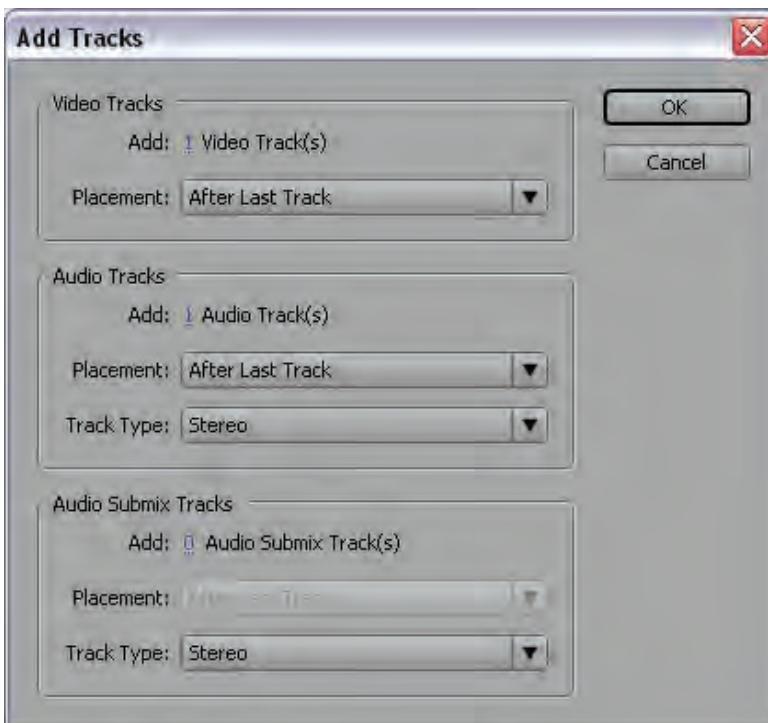 Add Tracks
Video Tracks
Add: 1 Video Track(s)
Placement: After Last Track
OK
Cancel
Audio Tracks
Add: 1 Audio Track(s)
Placement: After Last Track
Track Type: Stereo
Audio Submix Tracks
Add: 0 Audio Submix Track(s)
Placement:
Track Type: Stereo